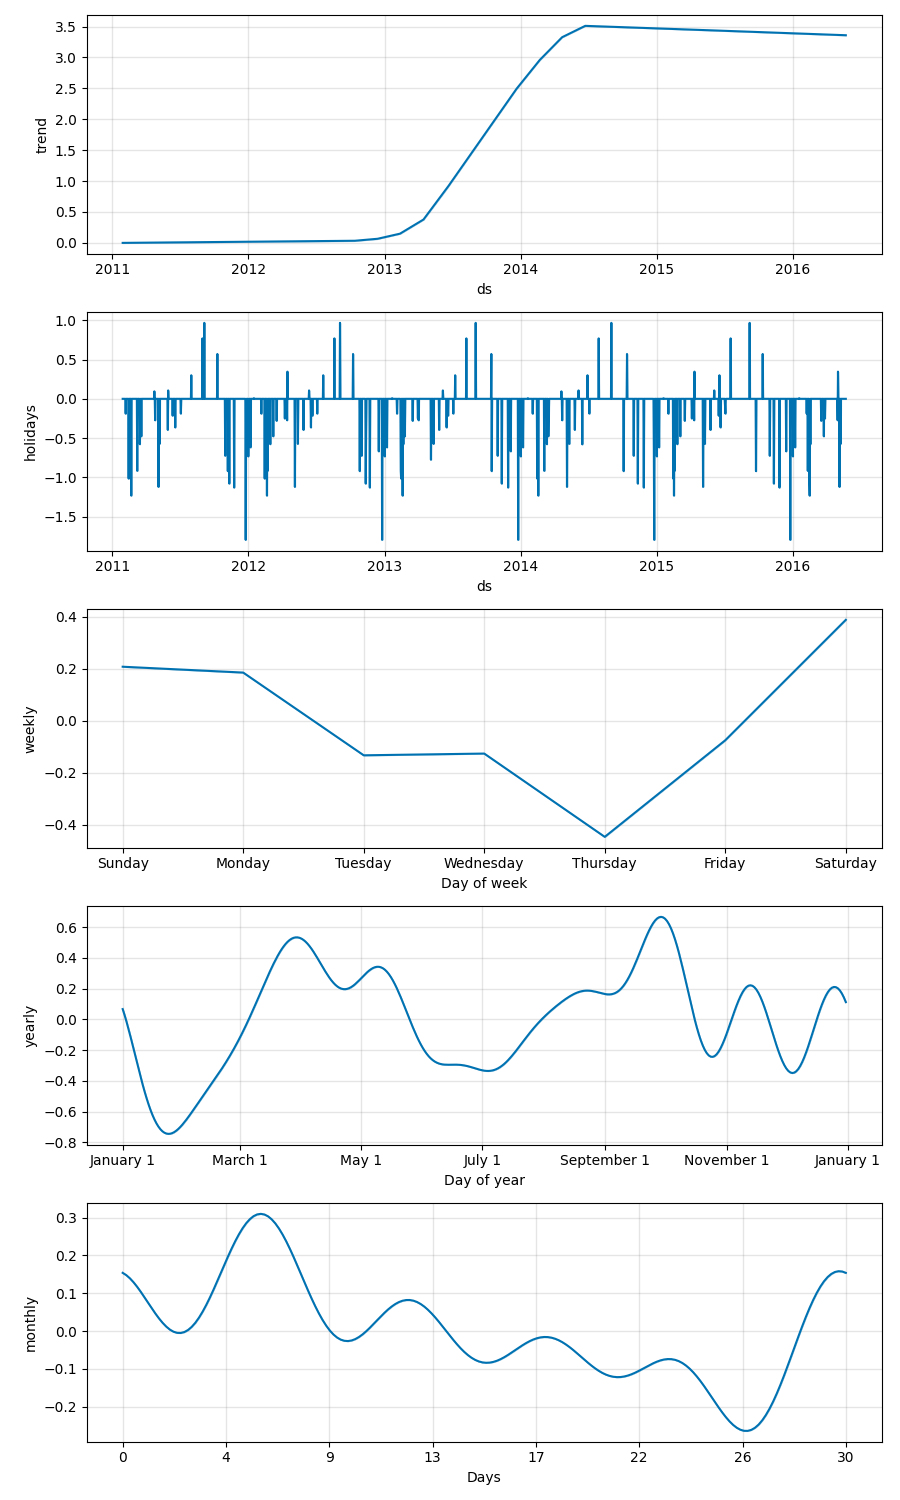 3.5
3.0
2.5
2.0
1.5
1.0
0.5
0.0
trend
2011 2012 2013 2014 2015 2016
ds
1.0
0.5
0.0
−0.5
−1.0
−1.5
holidays
2011 2012 2013 2014 2015 2016
ds
0.4
0.2
0.0
−0.2
−0.4
weekly
Sunday Monday Tuesday Wednesday Thursday Friday Saturday
Day of week
0.6
0.4
0.2
0.0
−0.2
−0.4
−0.6
−0.8
yearly
January 1 March 1 May 1 July 1 September 1 November 1 January 1
Day of year
0.3
0.2
0.1
0.0
−0.1
−0.2
monthly
0 4 9 13 17 22 26 30
Days